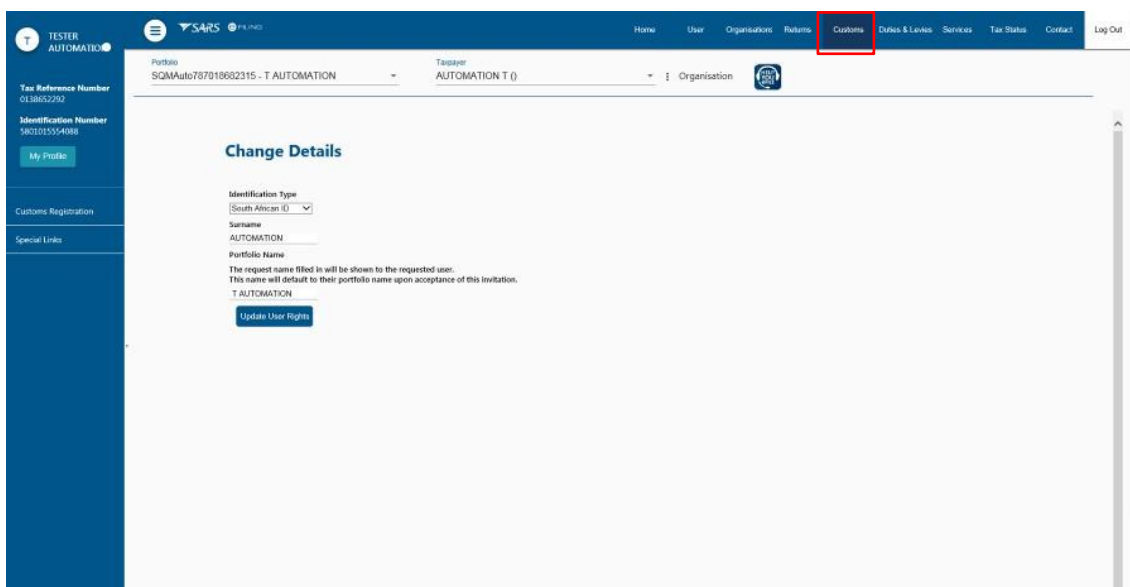 T
TESTER
AUTOMATION
Tax Reference Number
0138652292
Identification Number
5801015554088
My Profile
Customs Registration
Special Links
SARS eFILING
Home User Organisations Returns Customs Duties & Levies Services Tax Status Contact Log Out
Portfolio
SQMAuto787018682315 - T AUTOMATION
Taxpayer
AUTOMATION T ()
Organisation
HELP YOU
Change Details
Identification Type
South African ID
Surname
AUTOMATION
Portfolio Name
The request name filled in will be shown to the requested user.
This name will default to their portfolio name upon acceptance of this invitation.
T AUTOMATION
Update User Rights